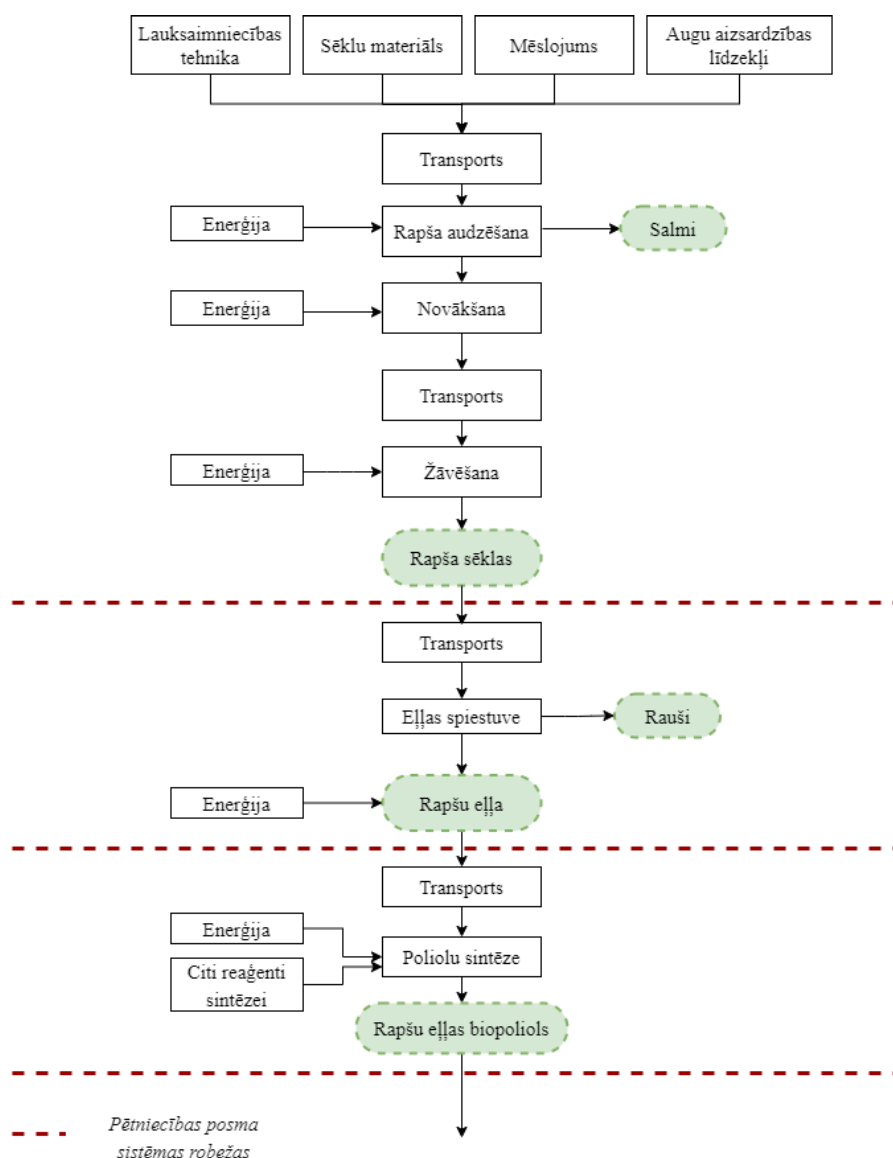 Lauksaimniecības
tehnika
Sēklu materiāls
Mēslojums
Augu aizsardzības
līdzekļi
Transports
Enerģija
Rapša audzēšana
Salmi
Enerģija
Novākšana
Transports
Enerģija
Žāvēšana
Rapša sēklas
Transports
Eļļas spiestuve
Rauši
Enerģija
Rapšu eļļa
Transports
Enerģija
Poliolu sintēze
Citi reaģenti
sintēzei
Rapšu eļļas biopoliols
Pētniecības posma
sistēmas robežas